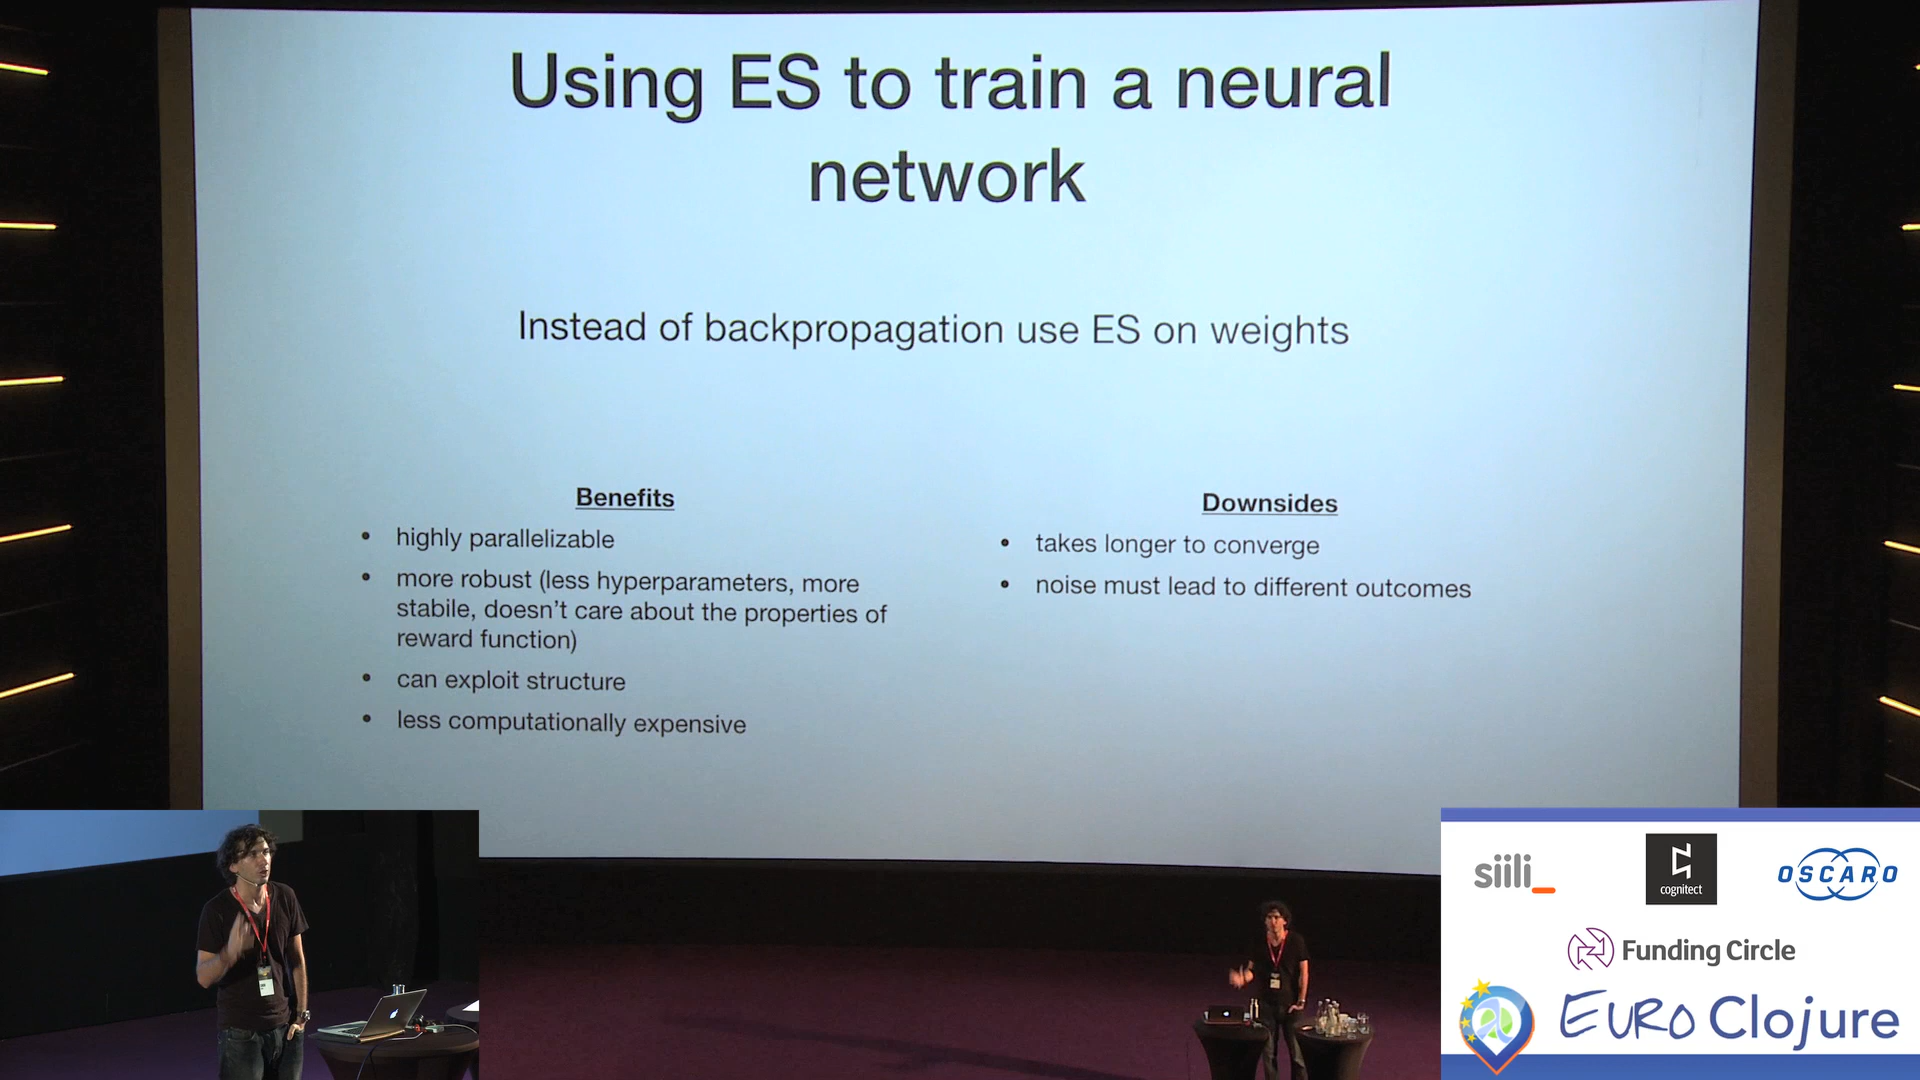 Using ES to train a neural
network
Instead of backpropagation use ES on weights
Benefits
• highly parallelizable
• more robust (less hyperparameters, more
stabile, doesn't care about the properties of
reward function)
• can exploit structure
• less computationally expensive
Downsides
• takes longer to converge
• noise must lead to different outcomes
siili_
cognitect
OSCARO
Funding Circle
EURO Clojure